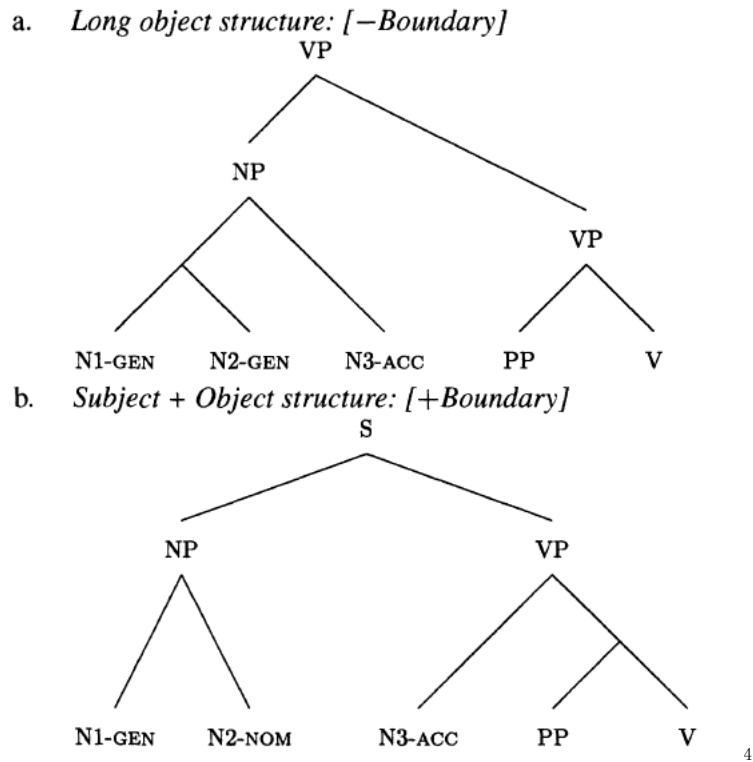 a. Long object structure: [−Boundary]
VP
NP
VP
N1-GEN N2-GEN N3-ACC PP V
b. Subject + Object structure: [+Boundary]
S
NP VP
N1-GEN N2-NOM N3-ACC PP V
4